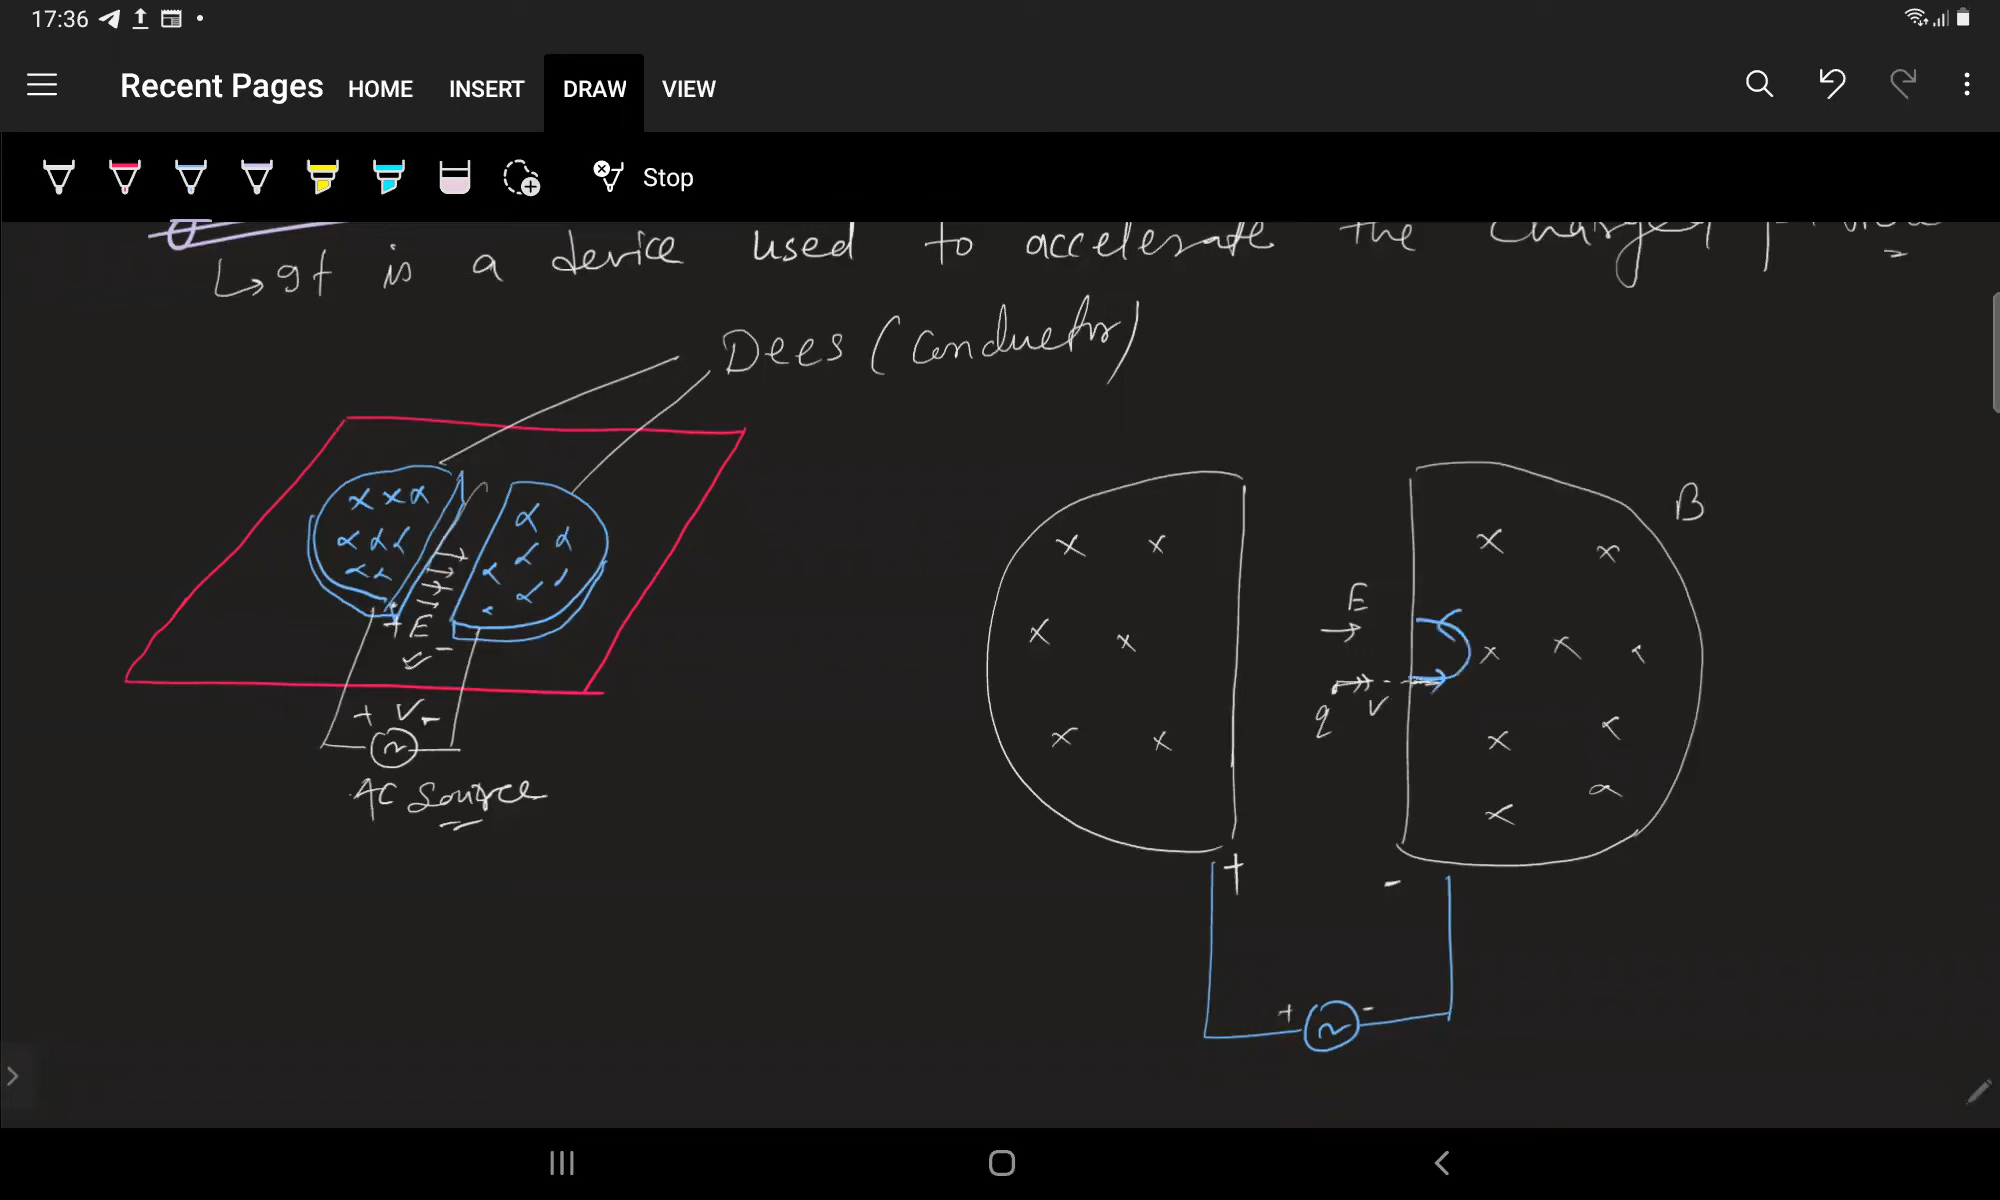 17:36
Recent Pages HOME INSERT DRAW VIEW
Stop
↳ It is a device used to accelerate the charged
Dees (Conductor)
x x x
x x x
x x
x x
x x
x
+ E
-
+ V -
~
AC Source
B
x x x x
E
→
x x x x x
q v
x x x x
x
x
+ -
+ ~ -